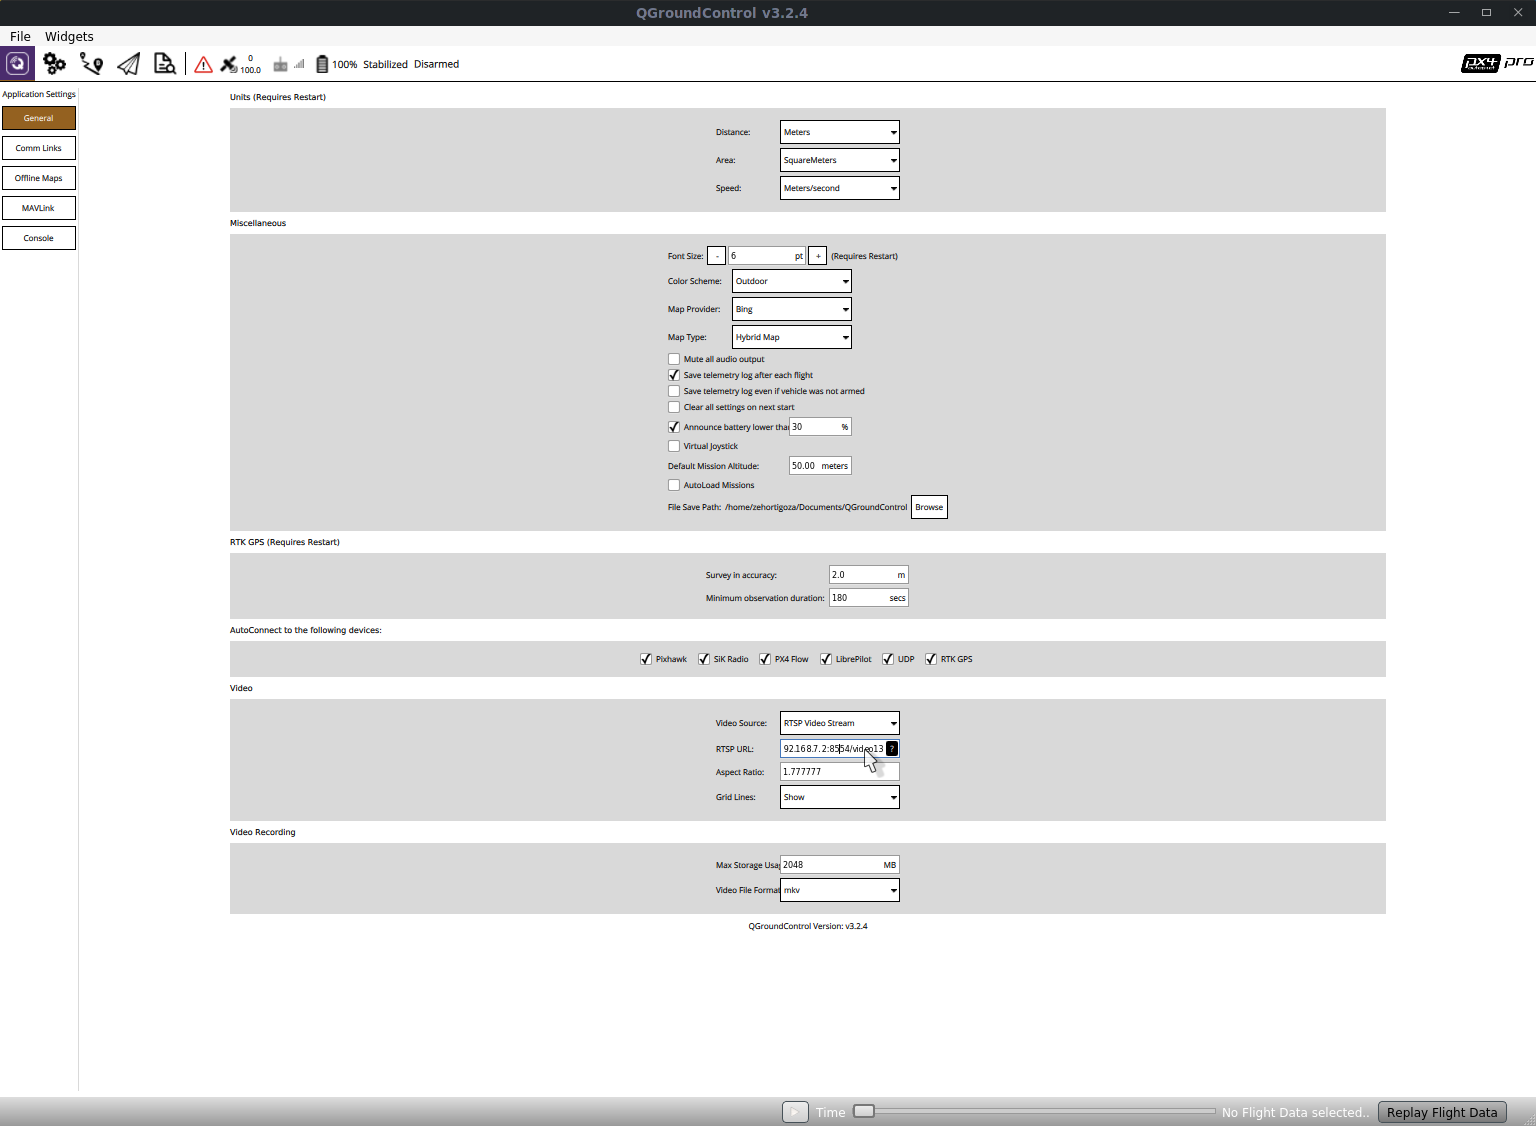 QGroundControl v3.2.4
File Widgets
0
100.0
100% Stabilized Disarmed
px4 pro
Application Settings
General
Comm Links
Offline Maps
MAVLink
Console
Units (Requires Restart)
Distance: Meters
Area: SquareMeters
Speed: Meters/second
Miscellaneous
Font Size: - 6 pt + (Requires Restart)
Color Scheme: Outdoor
Map Provider: Bing
Map Type: Hybrid Map
Mute all audio output
Save telemetry log after each flight
Save telemetry log even if vehicle was not armed
Clear all settings on next start
Announce battery lower tha 30 %
Virtual Joystick
Default Mission Altitude: 50.00 meters
AutoLoad Missions
File Save Path: /home/zehortigoza/Documents/QGroundControl Browse
RTK GPS (Requires Restart)
Survey in accuracy: 2.0 m
Minimum observation duration: 180 secs
AutoConnect to the following devices:
Pixhawk SiK Radio PX4 Flow LibrePilot UDP RTK GPS
Video
Video Source: RTSP Video Stream
RTSP URL: 92.168.7.2:8554/video13 ?
Aspect Ratio: 1.777777
Grid Lines: Show
Video Recording
Max Storage Usag 2048 MB
Video File Format mkv
QGroundControl Version: v3.2.4
Time No Flight Data selected.. Replay Flight Data